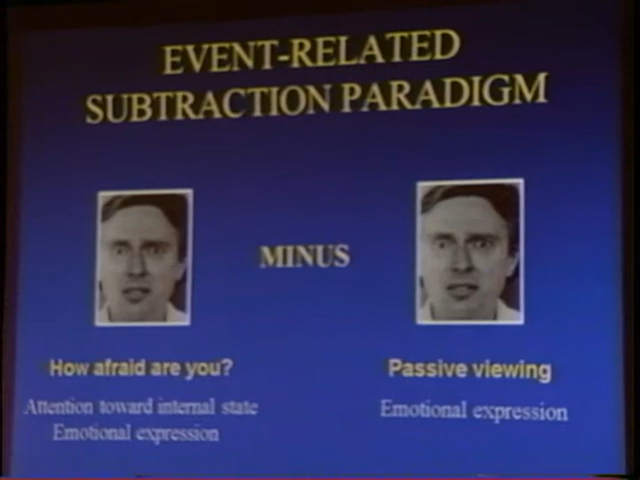 EVENT-RELATED
SUBTRACTION PARADIGM
MINUS
How afraid are you?
Passive viewing
Attention toward internal state
Emotional expression
Emotional expression